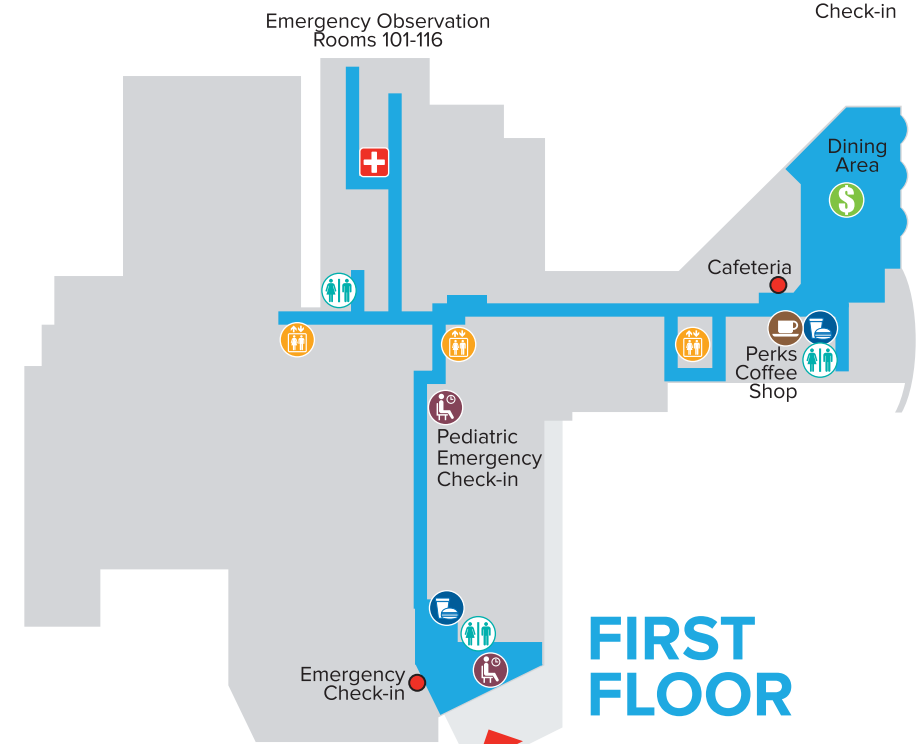 Check-in
Emergency Observation
Rooms 101-116
Dining
Area
$
Cafeteria
Perks
Coffee
Shop
Pediatric
Emergency
Check-in
Emergency
Check-in
FIRST
FLOOR